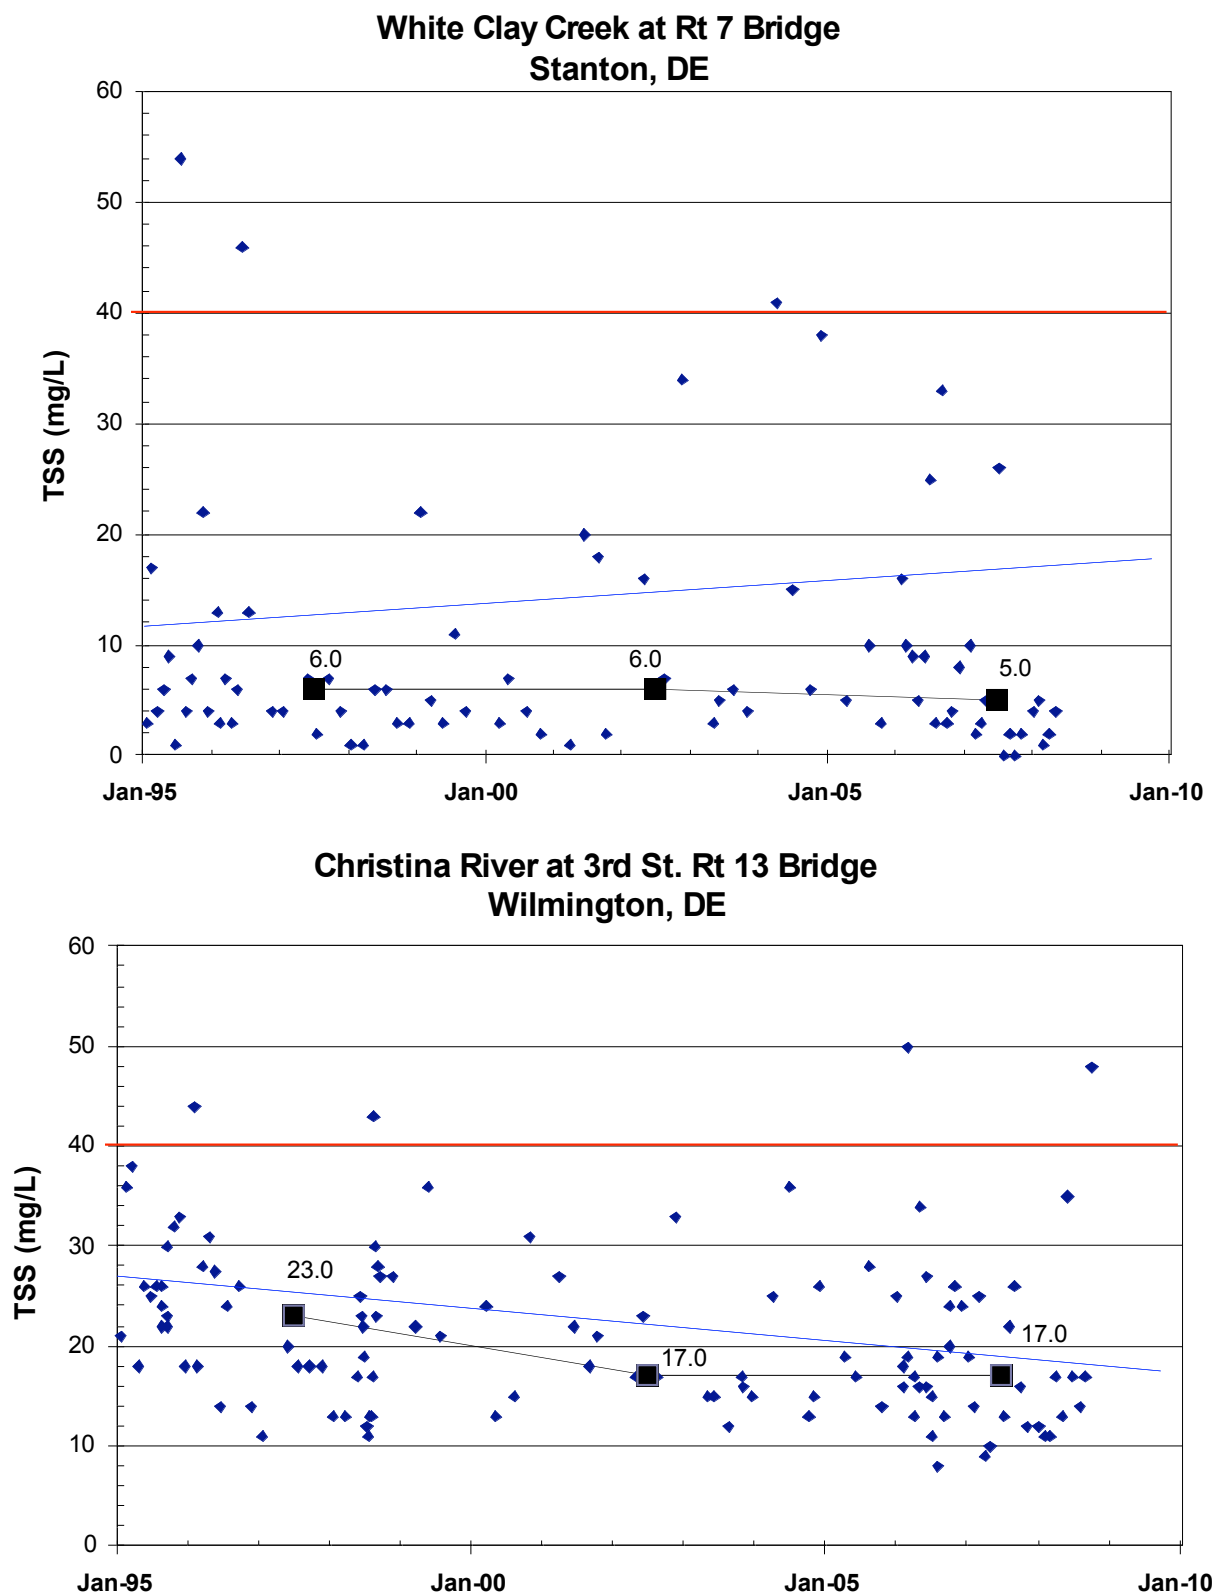 White Clay Creek at Rt 7 Bridge
Stanton, DE
60
50
40
30
20
10
0
TSS (mg/L)
6.0
6.0
5.0
Jan-95
Jan-00
Jan-05
Jan-10
Christina River at 3rd St. Rt 13 Bridge
Wilmington, DE
60
50
40
30
20
10
0
TSS (mg/L)
23.0
17.0
17.0
Jan-95
Jan-00
Jan-05
Jan-10